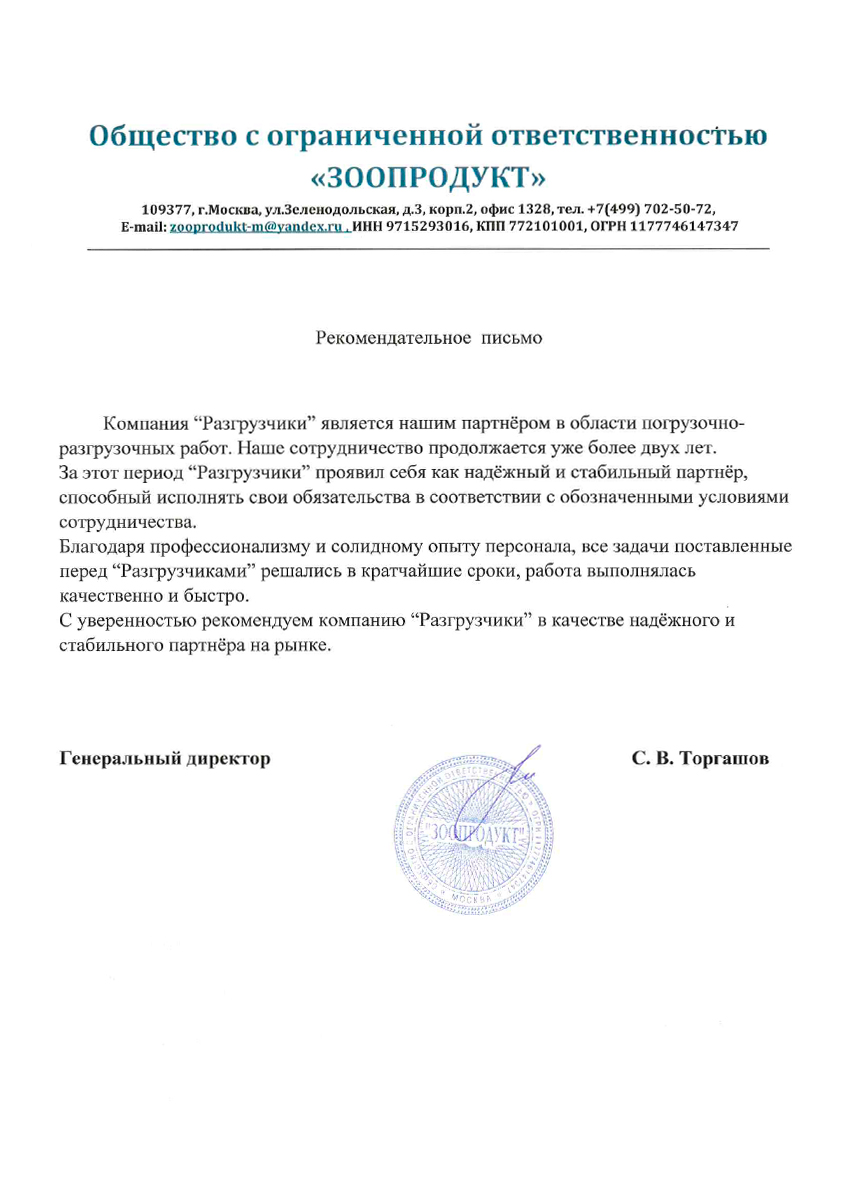 Общество с ограниченной ответственностью
«ЗООПРОДУКТ»
109377, г.Москва, ул.Зеленодольская, д.3, корп.2, офис 1328, тел. +7(499) 702-50-72,
E-mail: zooprodukt-m@yandex.ru , ИНН 9715293016, КПП 772101001, ОГРН 1177746147347
Рекомендательное письмо
Компания “Разгрузчики” является нашим партнёром в области погрузочно-
разгрузочных работ. Наше сотрудничество продолжается уже более двух лет.
За этот период “Разгрузчики” проявил себя как надёжный и стабильный партнёр,
способный исполнять свои обязательства в соответствии с обозначенными условиями
сотрудничества.
Благодаря профессионализму и солидному опыту персонала, все задачи поставленные
перед “Разгрузчиками” решались в кратчайшие сроки, работа выполнялась
качественно и быстро.
С уверенностью рекомендуем компанию “Разгрузчики” в качестве надёжного и
стабильного партнёра на рынке.
Генеральный директор С. В. Торгашов
ОГРАНИЧЕННОЙ ОТВЕТСТВЕННОСТЬЮ
"ЗООПРОДУКТ"
МОСКВА